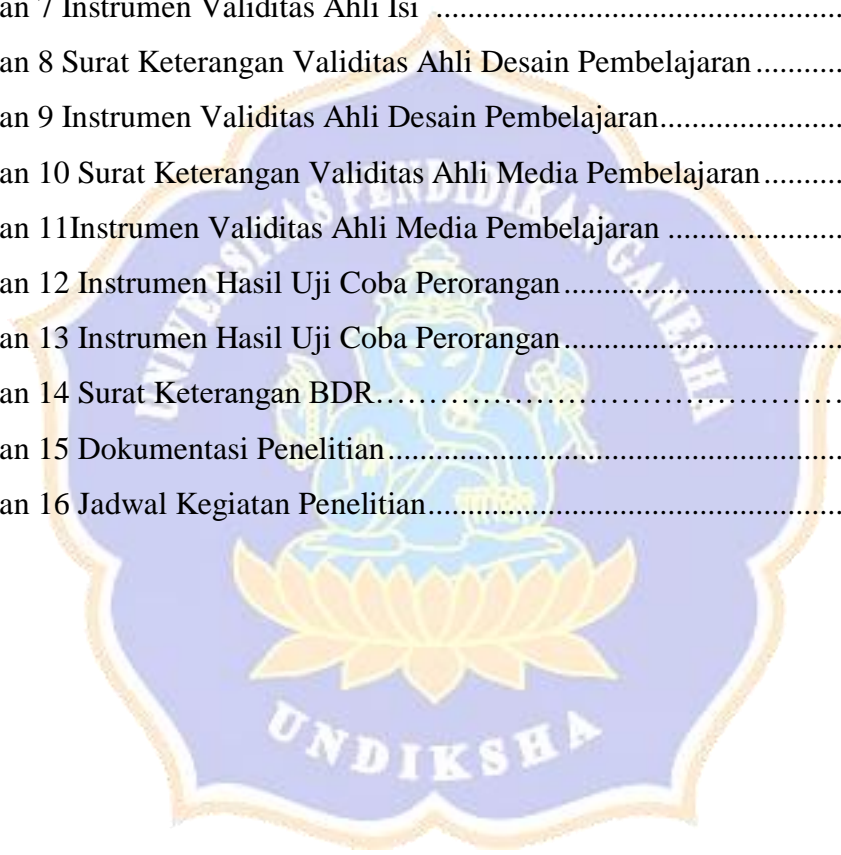 an 7 Instrumen Validitas Ahli Isi ................................................
an 8 Surat Keterangan Validitas Ahli Desain Pembelajaran...........
an 9 Instrumen Validitas Ahli Desain Pembelajaran.......................
an 10 Surat Keterangan Validitas Ahli Media Pembelajaran..........
an 11Instrumen Validitas Ahli Media Pembelajaran ......................
an 12 Instrumen Hasil Uji Coba Perorangan...................................
an 13 Instrumen Hasil Uji Coba Perorangan...................................
an 14 Surat Keterangan BDR……………………………………
an 15 Dokumentasi Penelitian.........................................................
an 16 Jadwal Kegiatan Penelitian....................................................
UNIVERSITAS PENDIDIKAN GANESHA
UNDIKSHA